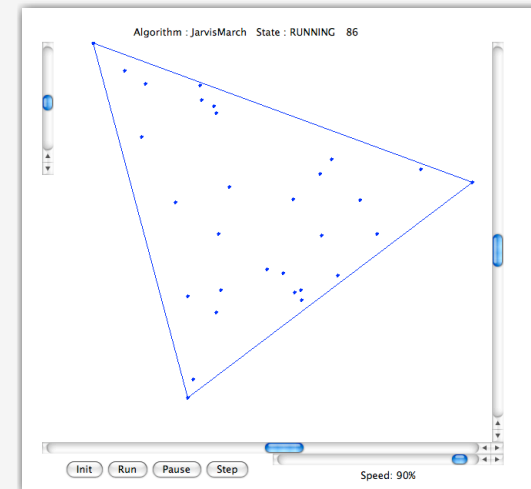 Algorithm : JarvisMarch   State : RUNNING    86
Init Run Pause Step
Speed: 90%